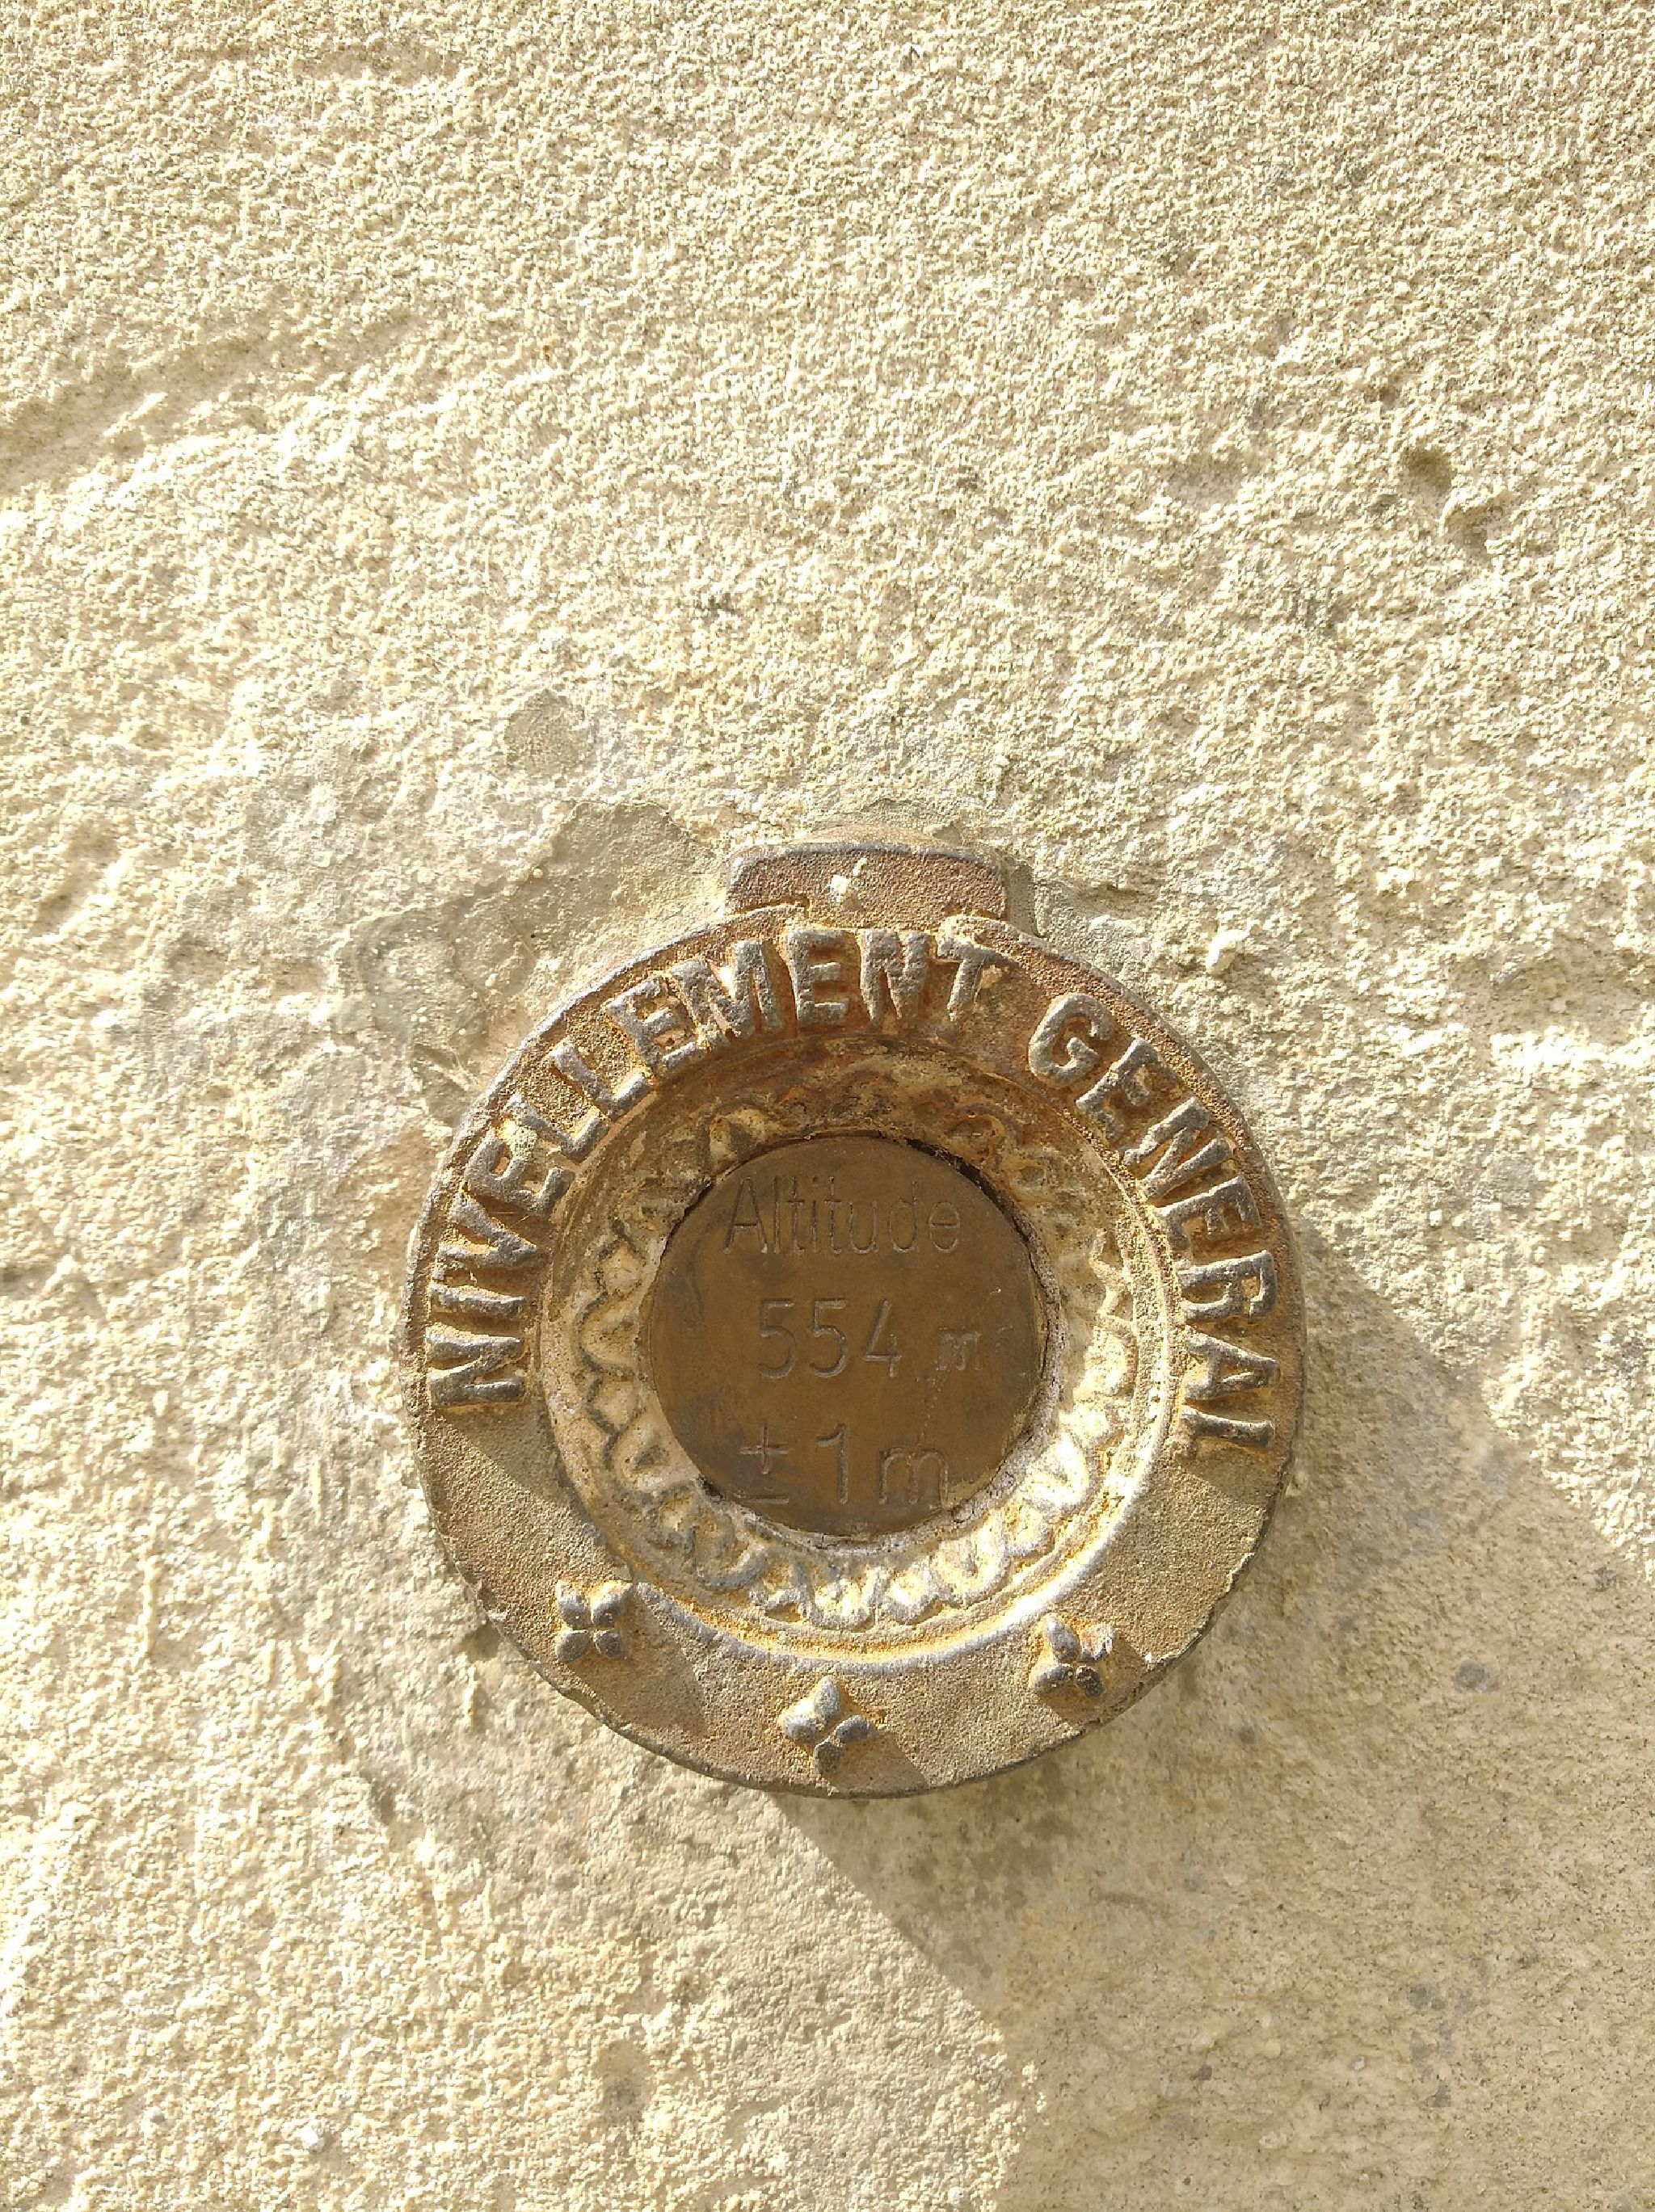 NIVELLEMENT GENERAL
Altitude
554 m
± 1 m